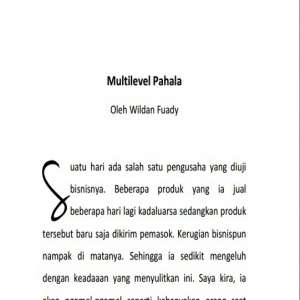 Multilevel Pahala
Oleh Wildan Fuady
Suatu hari ada salah satu pengusaha yang diuji
bisnisnya. Beberapa produk yang ia jual
beberapa hari lagi kadaluarsa sedangkan produk
tersebut baru saja dikirim pemasok. Kerugian bisnispun
nampak di matanya. Sehingga ia sedikit mengeluh
dengan keadaaan yang menyulitkan ini. Saya kira, ia